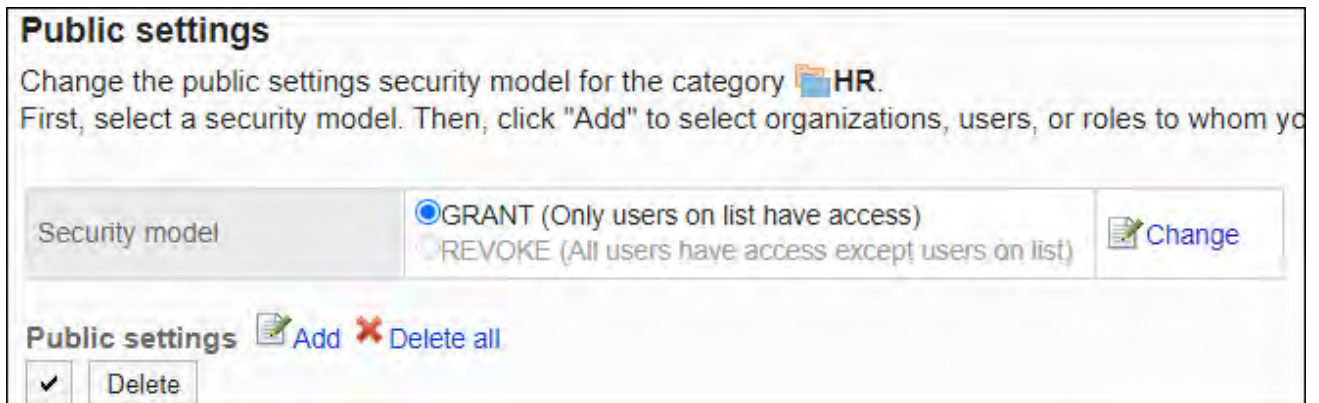 Public settings
Change the public settings security model for the category HR.
First, select a security model. Then, click "Add" to select organizations, users, or roles to whom
Security model
GRANT (Only users on list have access)
REVOKE (All users have access except users on list)
Change
Public settings Add Delete all
Delete